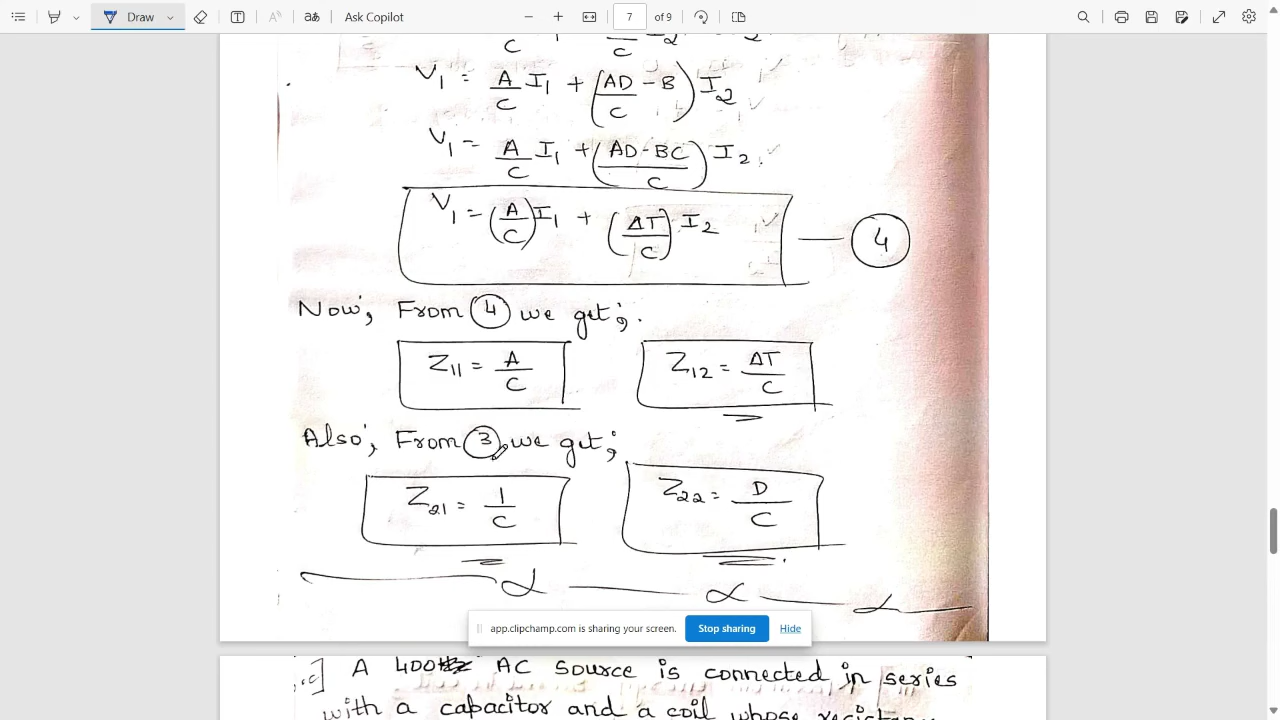 Draw
Ask Copilot
7 of 9
C C
V₁ = A/C I₁ + (AD/C - B) I₂
V₁ = A/C I₁ + (AD-BC/C) I₂
V₁ = (A/C) I₁ + (ΔT/C) I₂ — 4
Now, From 4 we get;
Z₁₁ = A/C Z₁₂ = ΔT/C
Also, From 3 we get;
Z₂₁ = 1/C Z₂₂ = D/C
app.clipchamp.com is sharing your screen. Stop sharing Hide
c] A 400 AC source is connected in series
with a capacitor and a coil whose